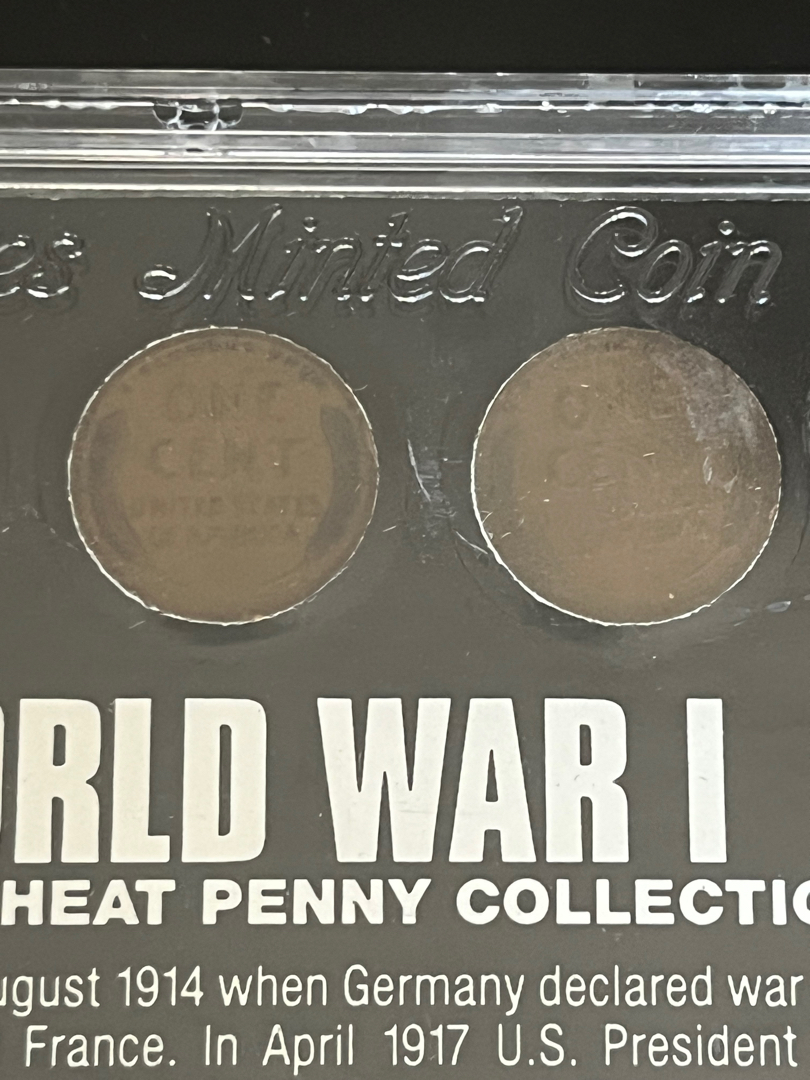 es Minted Coin
ONE
CENT
UNITED STATES
OF AMERICA
ONE
CENT
ORLD WAR I
HEAT PENNY COLLECTIO
ugust 1914 when Germany declared war
France. In April 1917 U.S. President